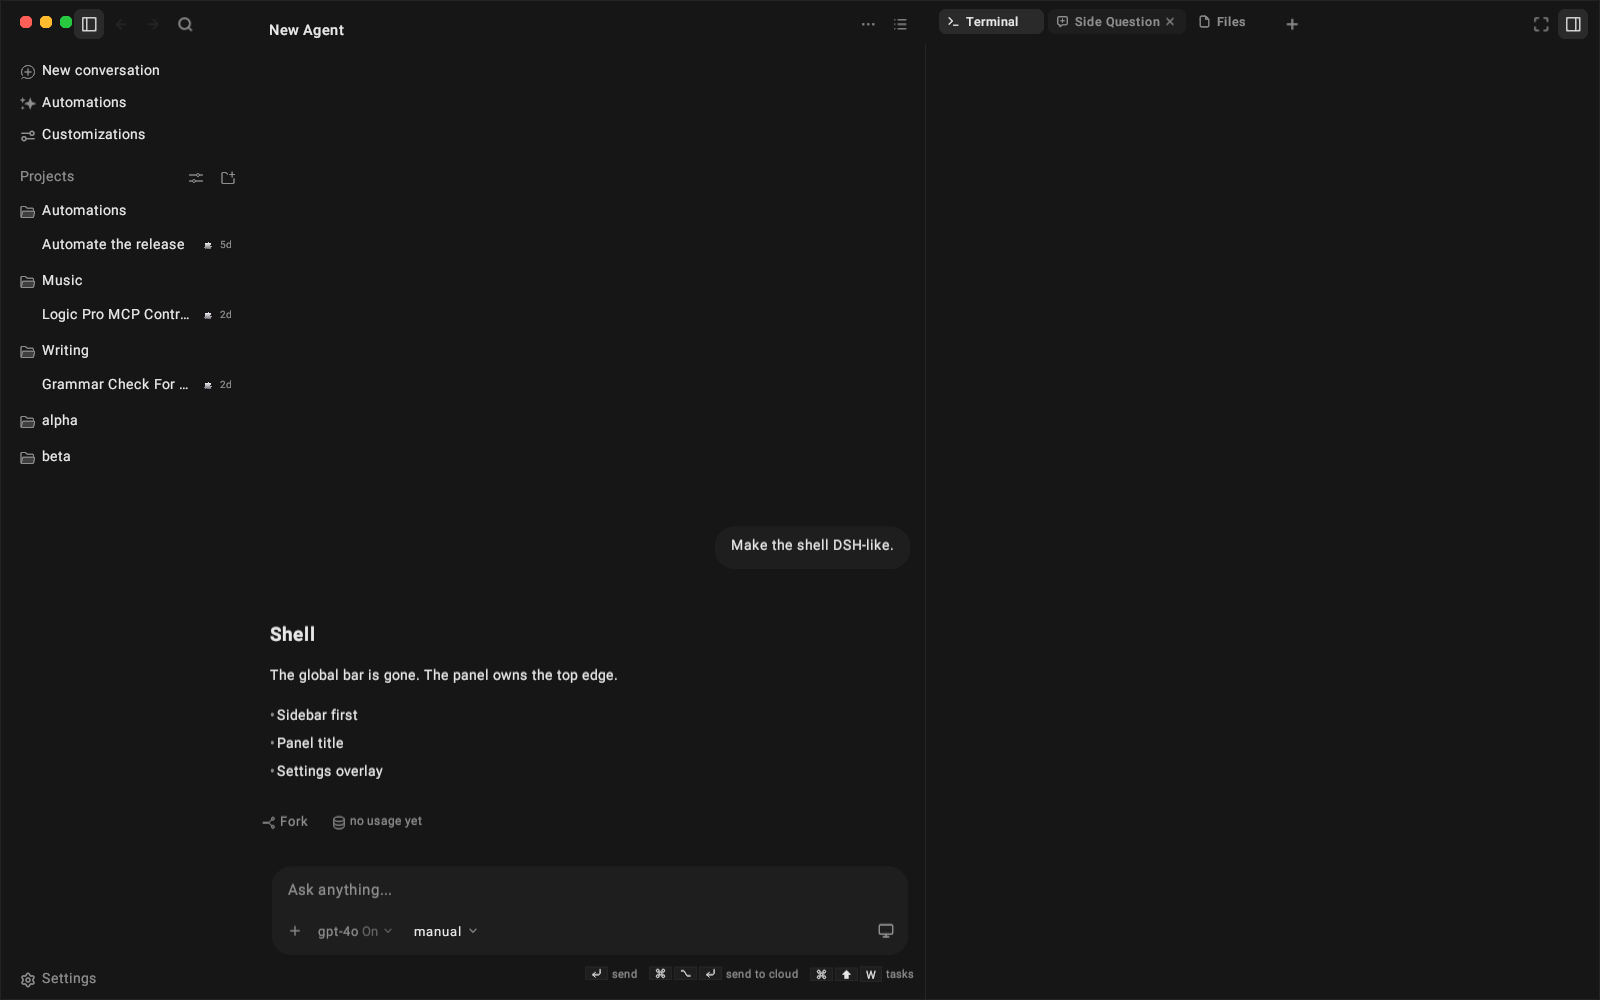 New Agent
Terminal
Side Question
Files
New conversation
Automations
Customizations
Projects
Automations
Automate the release 5d
Music
Logic Pro MCP Contr... 2d
Writing
Grammar Check For ... 2d
alpha
beta
Settings
Make the shell DSH-like.
Shell
The global bar is gone. The panel owns the top edge.
• Sidebar first
• Panel title
• Settings overlay
Fork no usage yet
Ask anything...
gpt-4o On manual
send ⌘ ⌥ send to cloud ⌘ W tasks